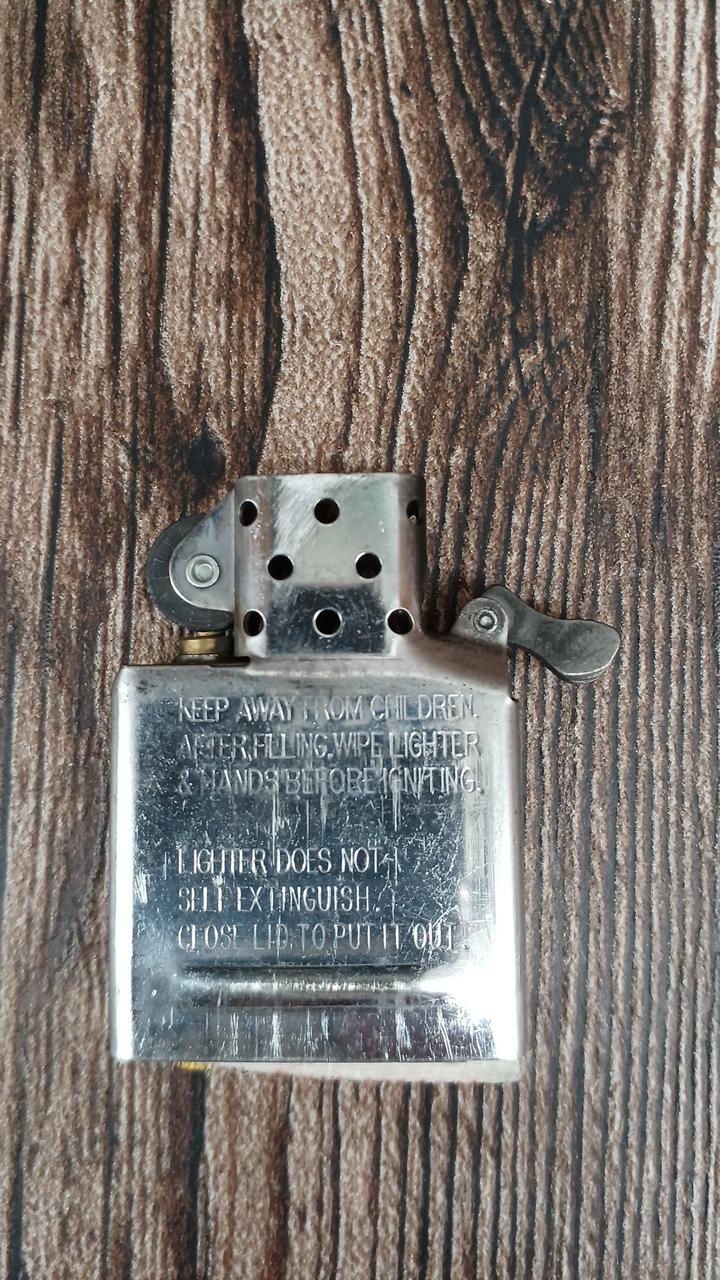 KEEP AWAY FROM CHILDREN.
AFTER FILLING, WIPE LIGHTER
& HANDS BEFORE IGNITING.
LIGHTER DOES NOT
SELF EXTINGUISH.
CLOSE LID TO PUT IT OUT.